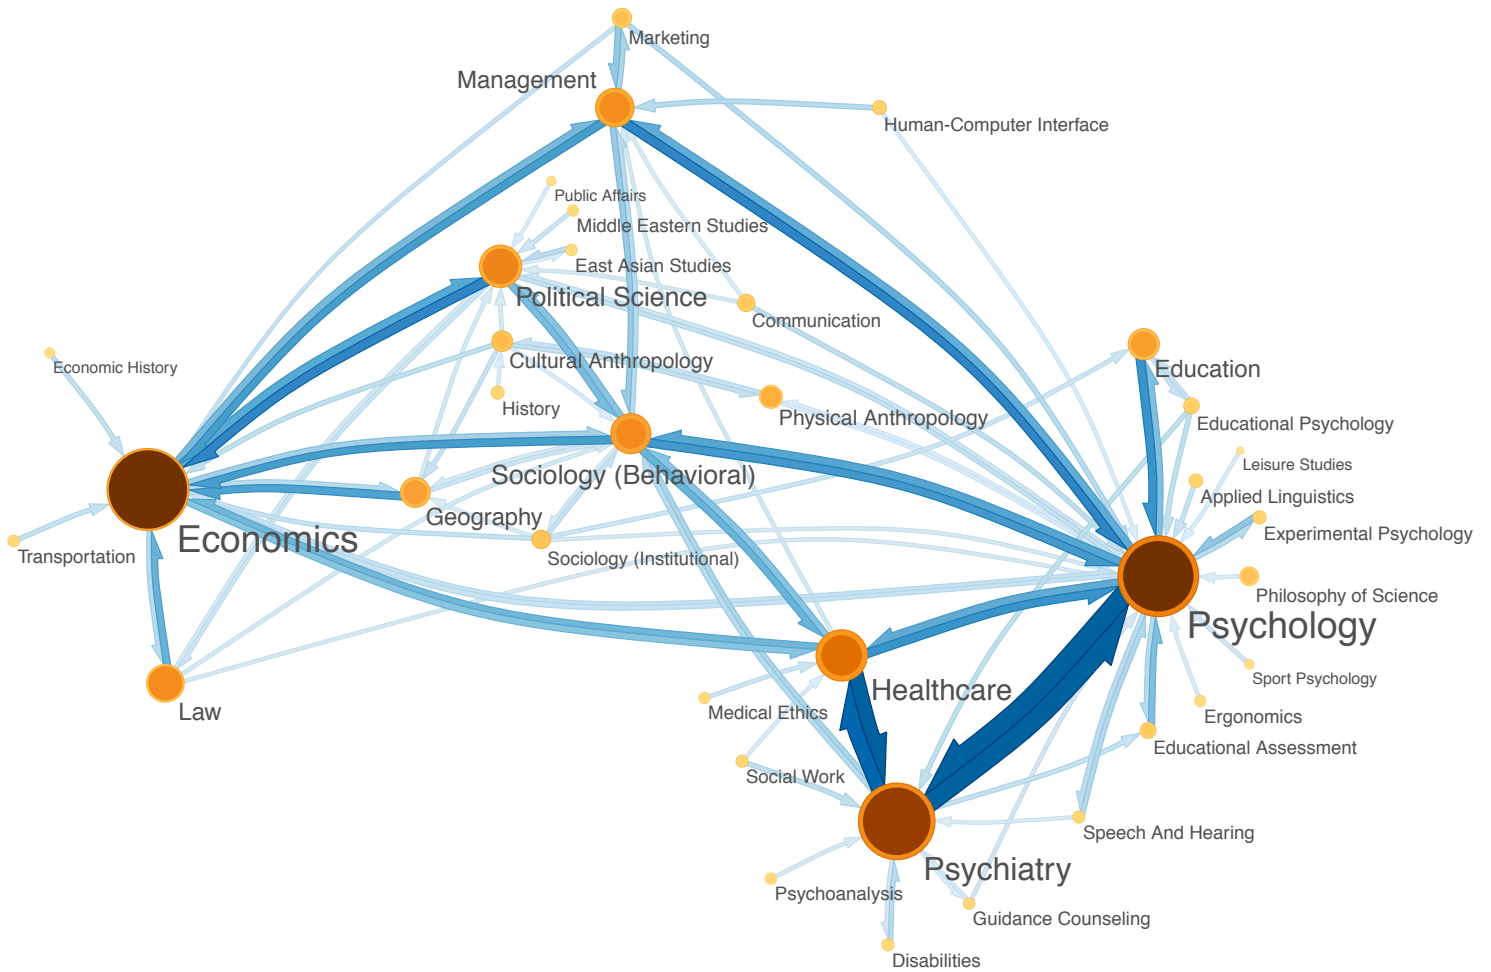 Marketing
Management
Human-Computer Interface
Public Affairs
Middle Eastern Studies
East Asian Studies
Political Science
Communication
Economic History
Cultural Anthropology
Education
History
Physical Anthropology
Educational Psychology
Sociology (Behavioral)
Leisure Studies
Applied Linguistics
Geography
Experimental Psychology
Economics
Transportation
Sociology (Institutional)
Philosophy of Science
Psychology
Sport Psychology
Healthcare
Law
Medical Ethics
Ergonomics
Educational Assessment
Social Work
Speech And Hearing
Psychiatry
Psychoanalysis
Guidance Counseling
Disabilities